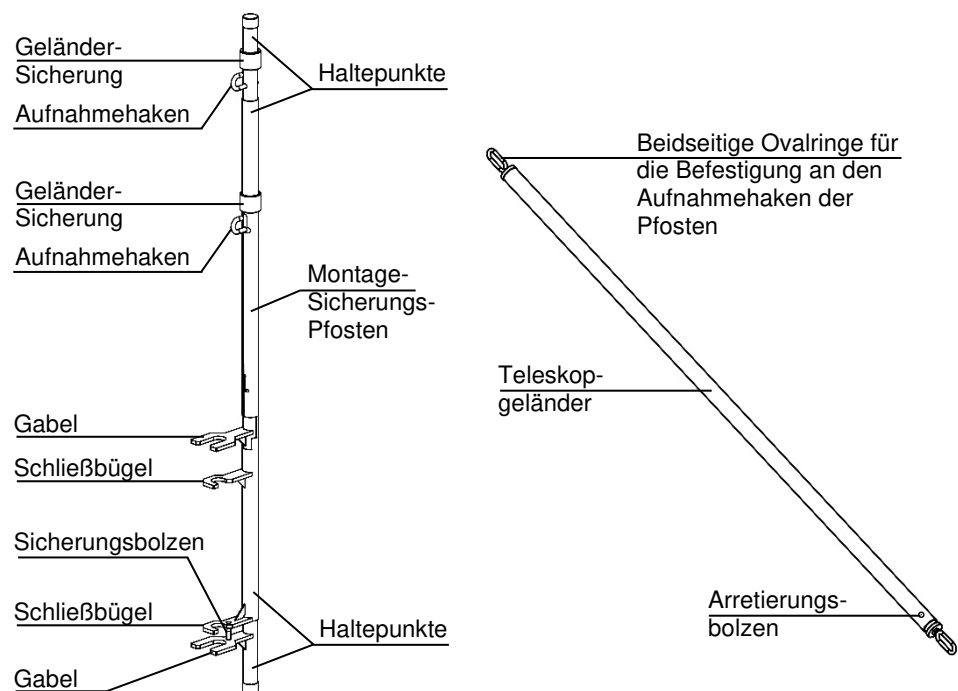 Geländer-
Sicherung
Aufnahmehaken
Haltepunkte
Geländer-
Sicherung
Aufnahmehaken
Montage-
Sicherungs-
Pfosten
Gabel
Schließbügel
Sicherungsbolzen
Schließbügel
Gabel
Haltepunkte
Beidseitige Ovalringe für
die Befestigung an den
Aufnahmehaken der
Pfosten
Teleskop-
geländer
Arretierungs-
bolzen